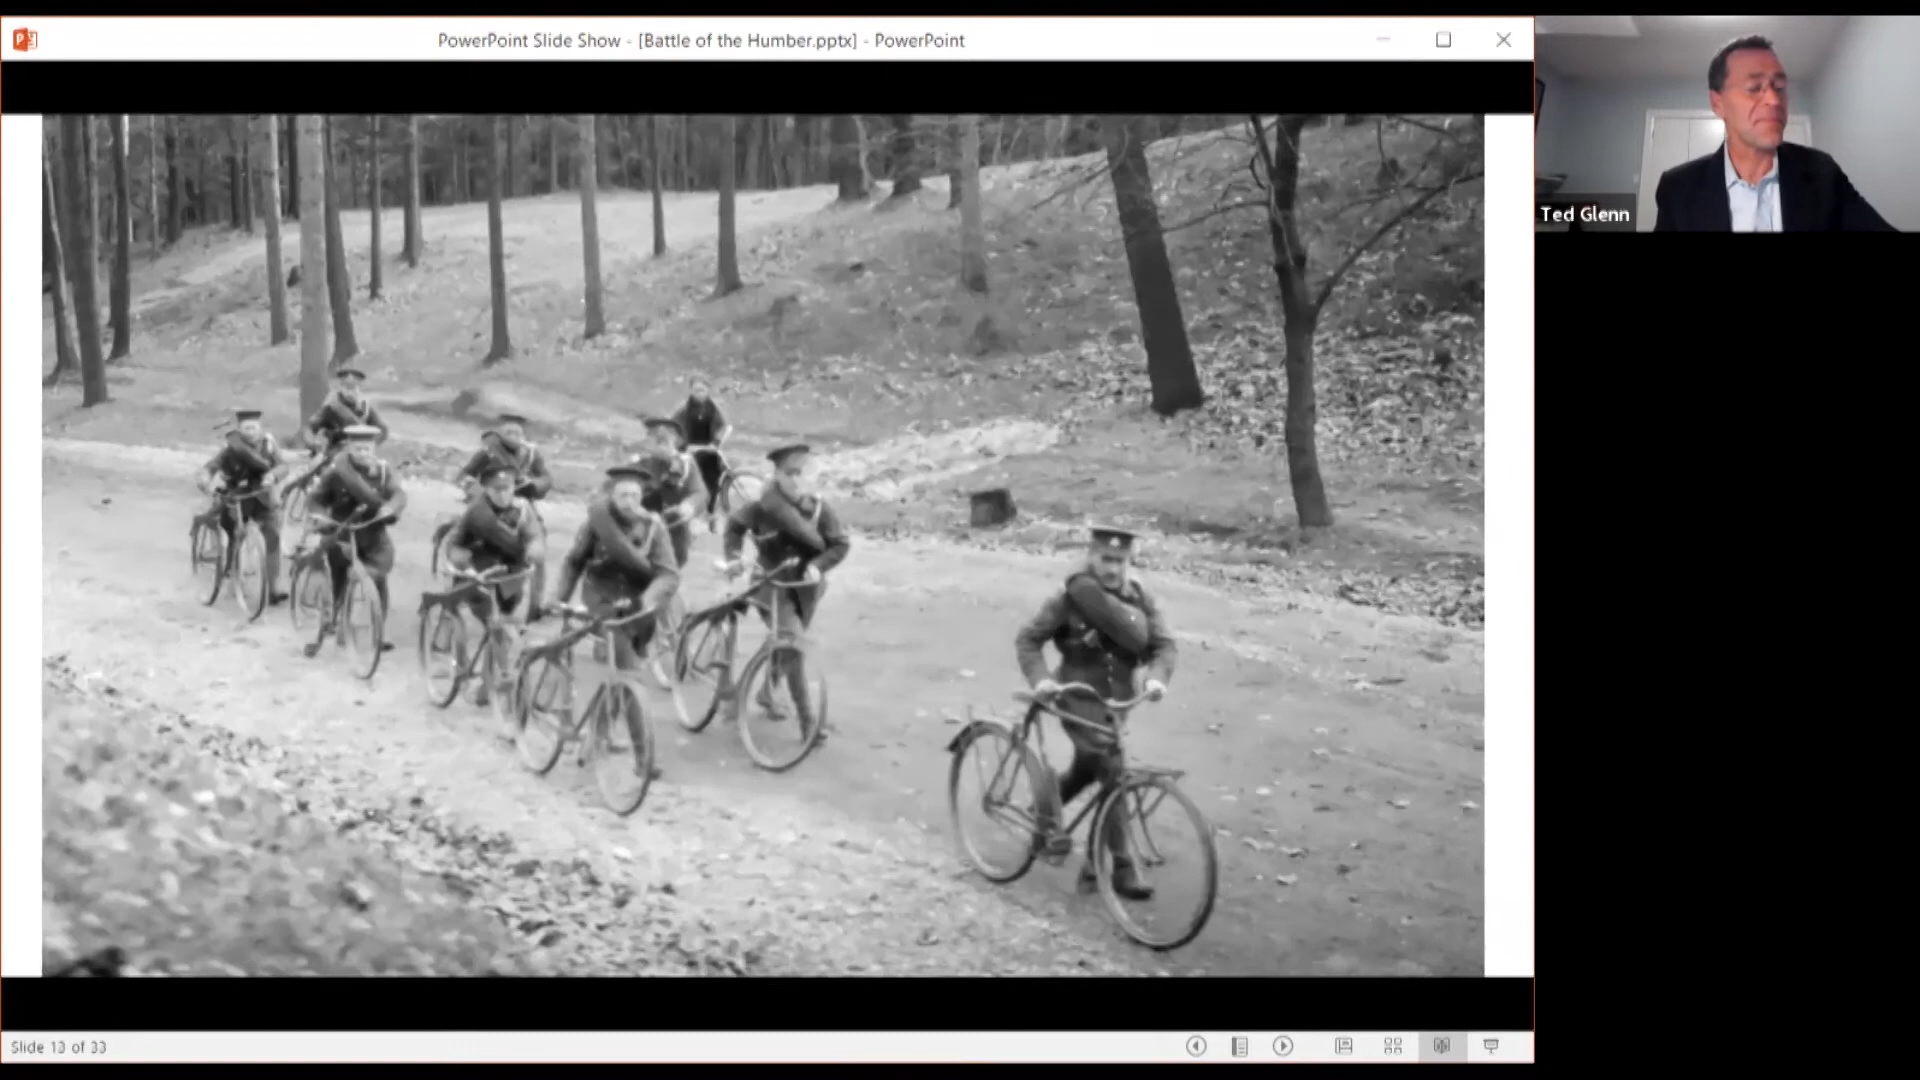 PowerPoint Slide Show - [Battle of the Humber.pptx] - PowerPoint
Ted Glenn
Slide 13 of 33